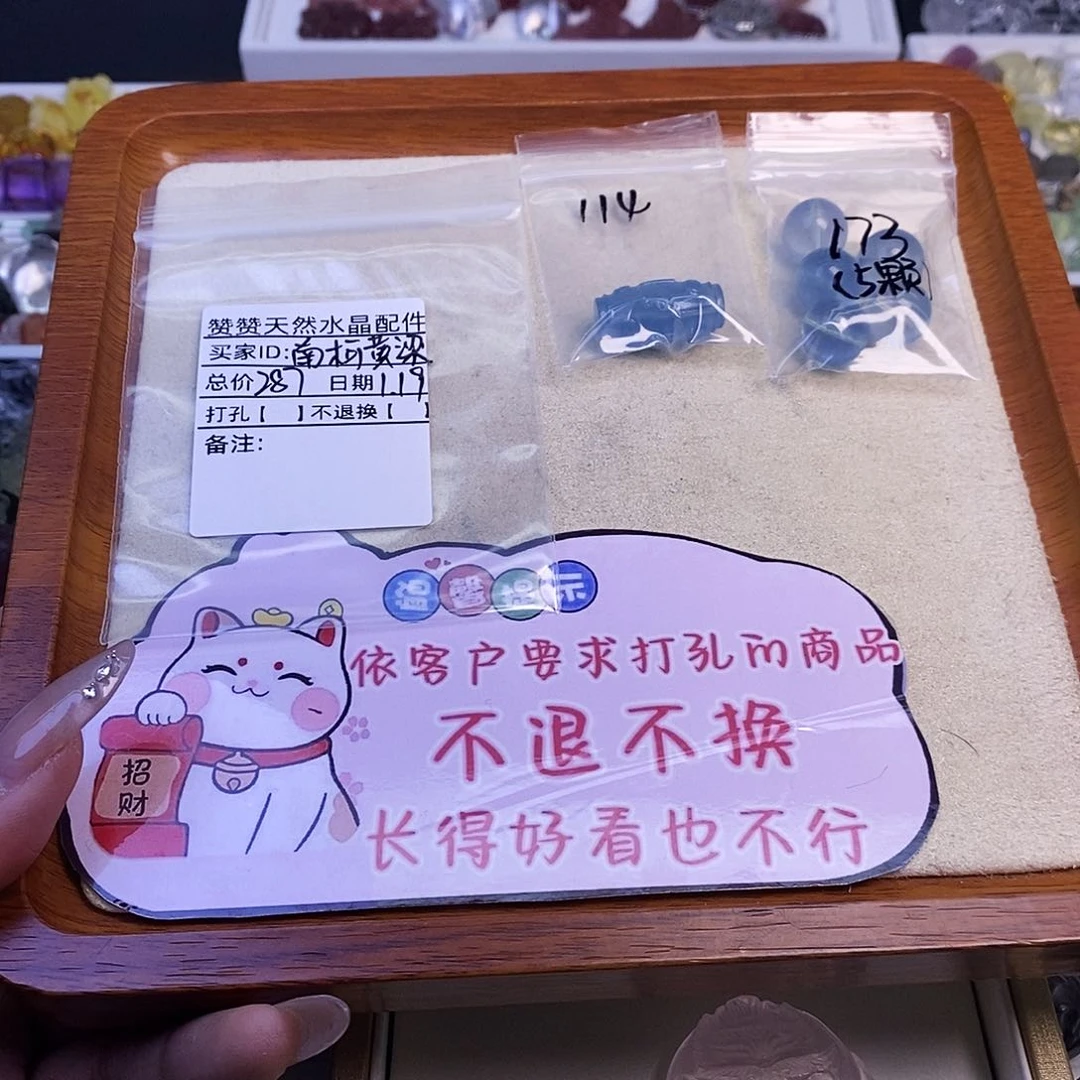 114
173
(5颗)
赞赞天然水晶配件
买家ID:南柯黄粱
总价287 日期1.19
打孔【 】不退换【 】
备注:
温馨提示
依客户要求打孔的商品
不退不换
长得好看也不行
招
财